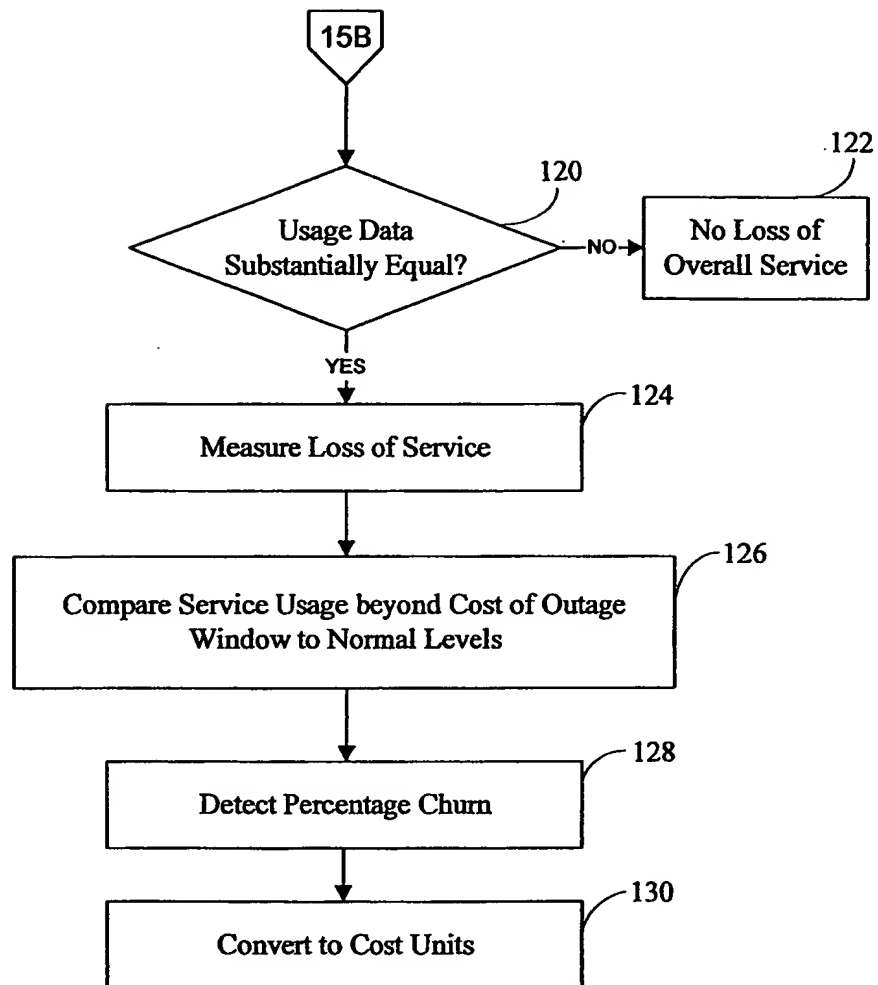 15B
120
Usage Data
Substantially Equal?
NO
122
No Loss of
Overall Service
YES
124
Measure Loss of Service
126
Compare Service Usage beyond Cost of Outage
Window to Normal Levels
128
Detect Percentage Churn
130
Convert to Cost Units